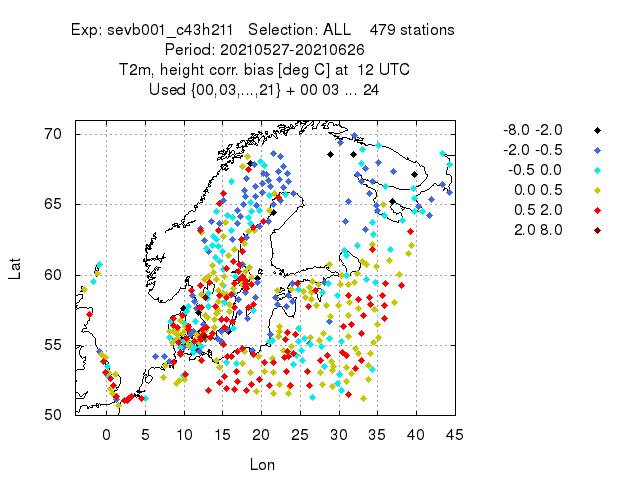 Exp: sevb001_c43h211 Selection: ALL 479 stations
Period: 20210527-20210626
T2m, height corr. bias [deg C] at 12 UTC
Used {00,03,...,21} + 00 03 ... 24
-8.0 -2.0
-2.0 -0.5
-0.5 0.0
0.0 0.5
0.5 2.0
2.0 8.0
70
65
60
55
50
Lat
0 5 10 15 20 25 30 35 40 45
Lon